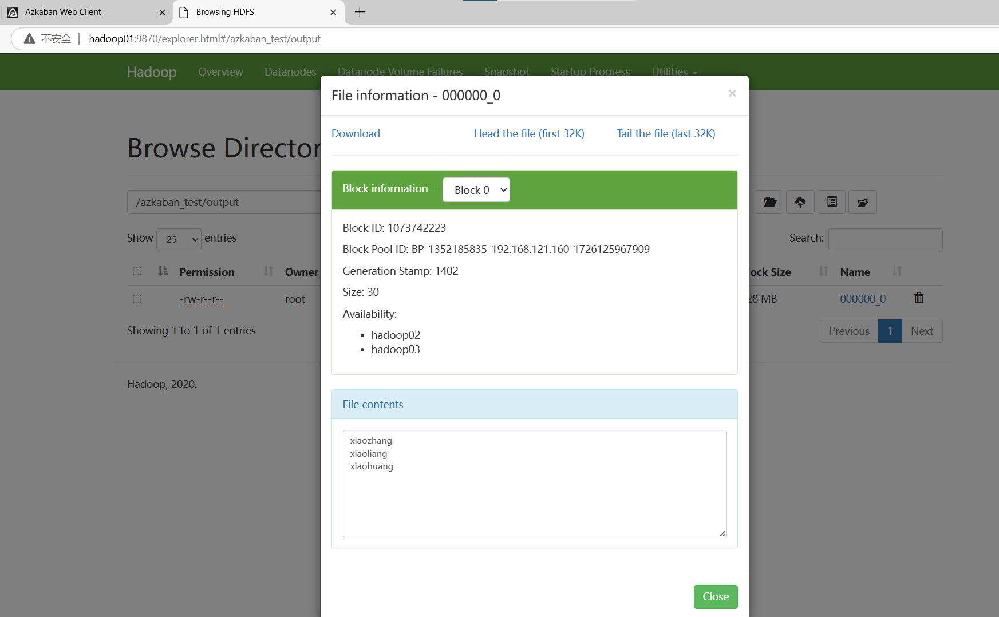 Azkaban Web Client
Browsing HDFS
不安全
hadoop01:9870/explorer.html#/azkaban_test/output
Hadoop
Overview
Datanodes
Datanode Volume Failures
Snapshot
Startup Progress
Utilities
File information - 000000_0
×
Download
Head the file (first 32K)
Tail the file (last 32K)
Browse Director
Block information --
Block 0
/azkaban_test/output
Block ID: 1073742223
Show 25 entries
Search:
Block Pool ID: BP-1352185835-192.168.121.160-1726125967909
Permission
Owner
lock Size
Name
Generation Stamp: 1402
Size: 30
-rw-r--r--
root
28 MB
000000_0
Availability:
• hadoop02
• hadoop03
Showing 1 to 1 of 1 entries
Previous
1
Next
Hadoop, 2020.
File contents
xiaozhang
xiaoliang
xiaohuang
Close